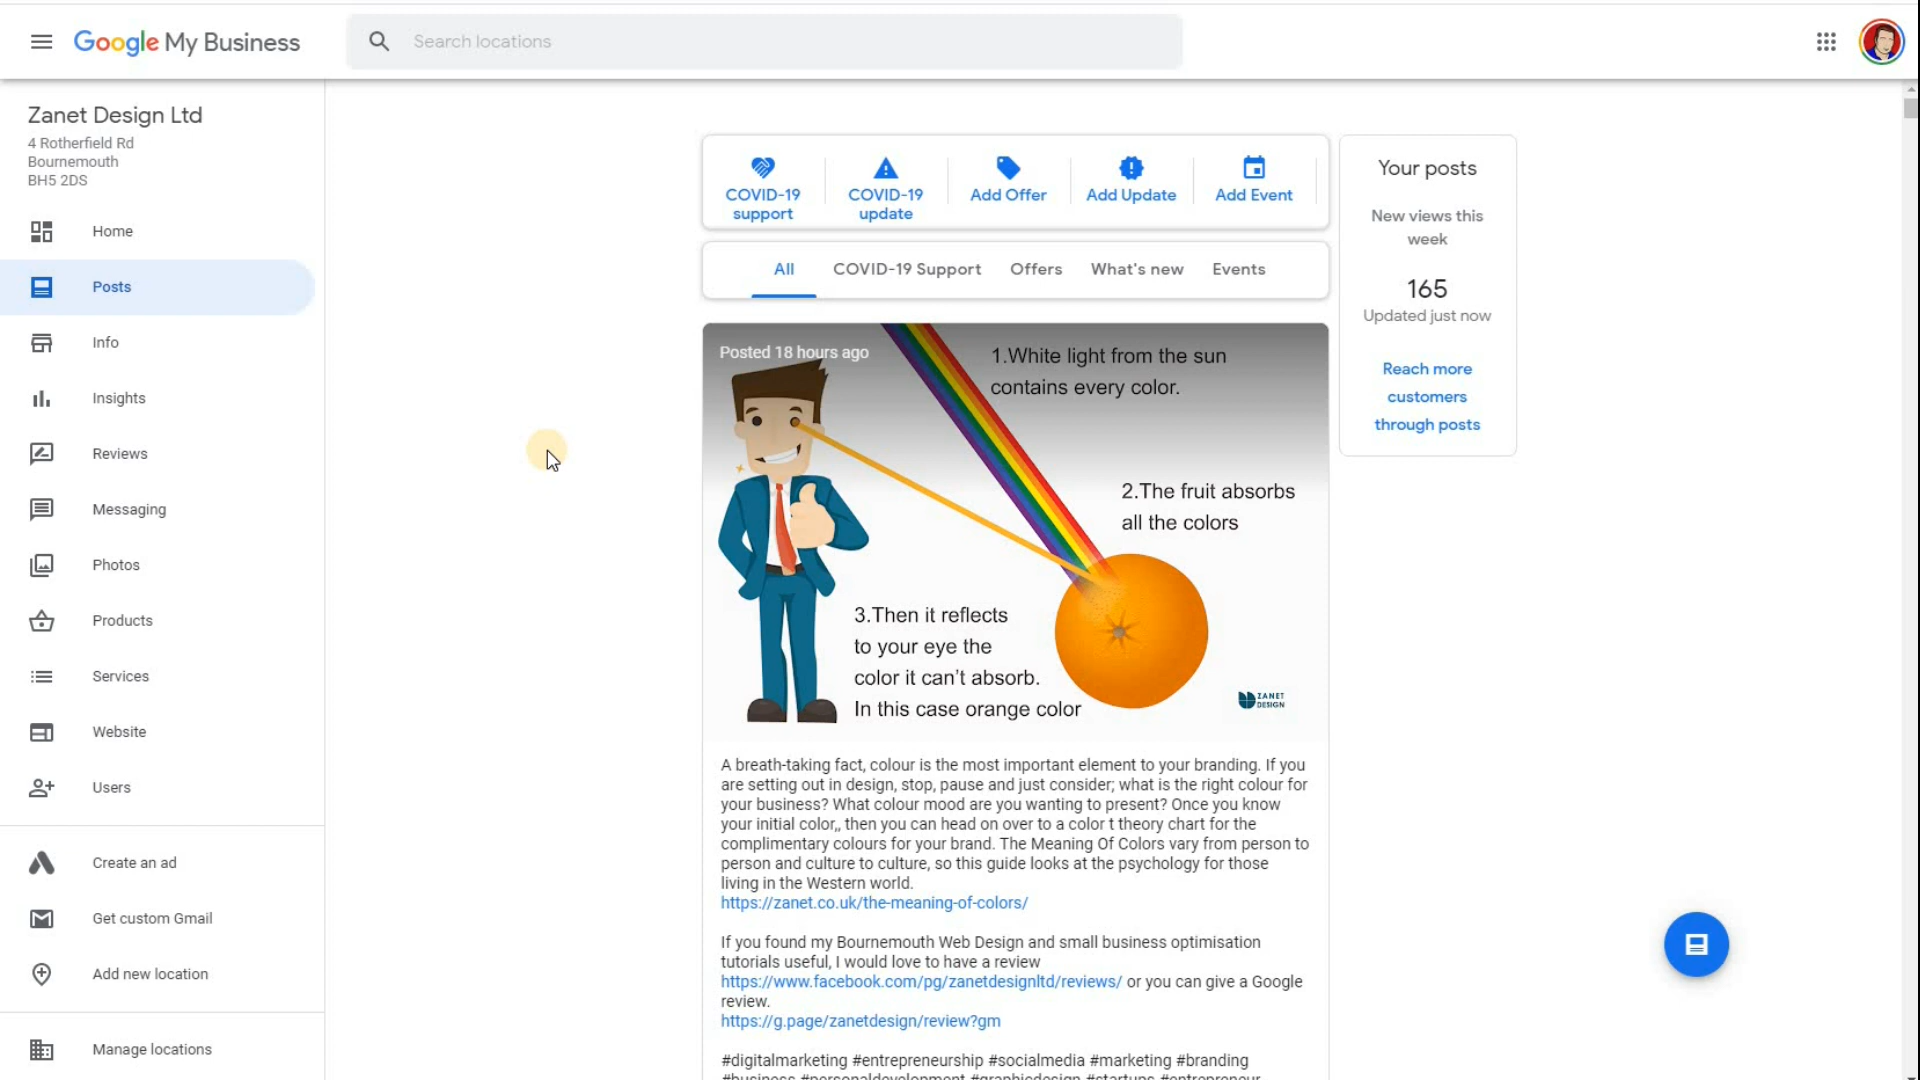 Google My Business
Search locations
Zanet Design Ltd
4 Rotherfield Rd
Bournemouth
BH5 2DS
Home
Posts
Info
Insights
Reviews
Messaging
Photos
Products
Services
Website
Users
Create an ad
Get custom Gmail
Add new location
Manage locations
COVID-19
support
COVID-19
update
Add Offer
Add Update
Add Event
All
COVID-19 Support
Offers
What's new
Events
Posted 18 hours ago
1.White light from the sun
contains every color.
2.The fruit absorbs
all the colors
3.Then it reflects
to your eye the
color it can't absorb.
In this case orange color
ZANET
DESIGN
A breath-taking fact, colour is the most important element to your branding. If you
are setting out in design, stop, pause and just consider; what is the right colour for
your business? What colour mood are you wanting to present? Once you know
your initial color,, then you can head on over to a color t theory chart for the
complimentary colours for your brand. The Meaning Of Colors vary from person to
person and culture to culture, so this guide looks at the psychology for those
living in the Western world.
https://zanet.co.uk/the-meaning-of-colors/
If you found my Bournemouth Web Design and small business optimisation
tutorials useful, I would love to have a review
https://www.facebook.com/pg/zanetdesignltd/reviews/ or you can give a Google
review.
https://g.page/zanetdesign/review?gm
#digitalmarketing #entrepreneurship #socialmedia #marketing #branding
#business #personaldevelopment #graphicdesign #startups #entrepreneur
Your posts
New views this
week
165
Updated just now
Reach more
customers
through posts